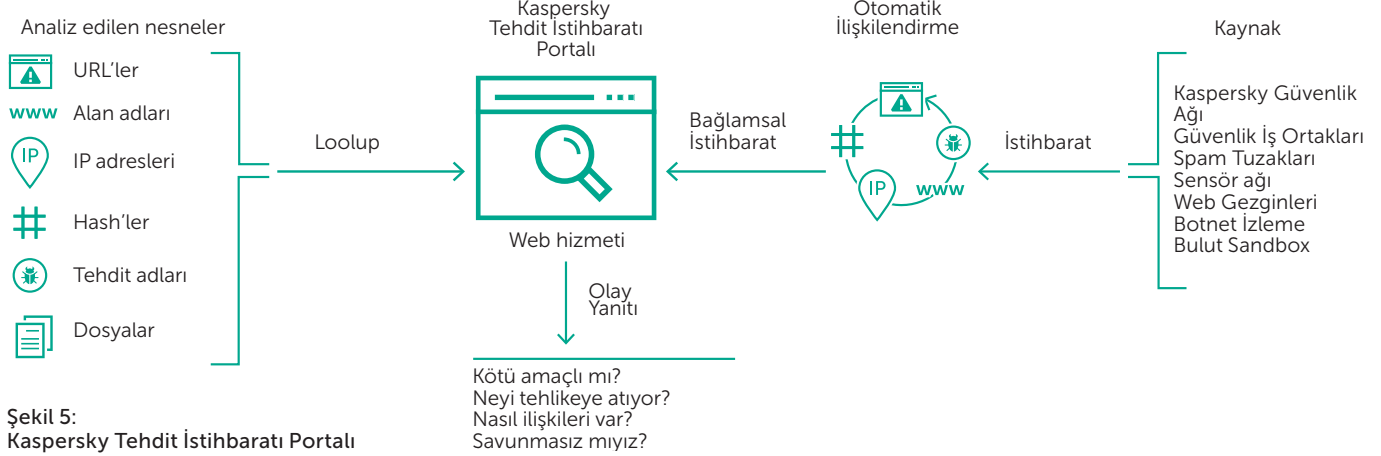 Analiz edilen nesneler
URL’ler
www
Alan adları
IP
IP adresleri
Hash’ler
Tehdit adları
Dosyalar
Loolup
Kaspersky
Tehdit İstihbaratı
Portalı
Web hizmeti
Olay
Yanıtı
Kötü amaçlı mı?
Neyi tehlikeye atıyor?
Nasıl ilişkileri var?
Savunmasız mıyız?
Bağlamsal
İstihbarat
Otomatik
İlişkilendirme
IP
www
İstihbarat
Kaynak
Kaspersky Güvenlik
Ağı
Güvenlik İş Ortakları
Spam Tuzakları
Sensör ağı
Web Gezginleri
Botnet İzleme
Bulut Sandbox
Şekil 5:
Kaspersky Tehdit İstihbaratı Portalı